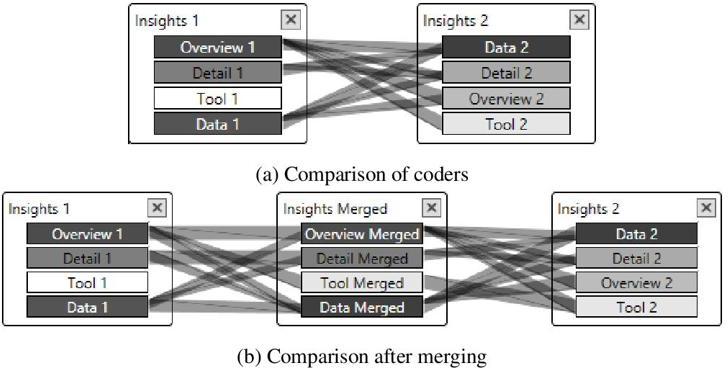 Insights 1
Overview 1
Detail 1
Tool 1
Data 1
Insights 2
Data 2
Detail 2
Overview 2
Tool 2
(a) Comparison of coders
Insights 1
Overview 1
Detail 1
Tool 1
Data 1
Insights Merged
Overview Merged
Detail Merged
Tool Merged
Data Merged
Insights 2
Data 2
Detail 2
Overview 2
Tool 2
(b) Comparison after merging